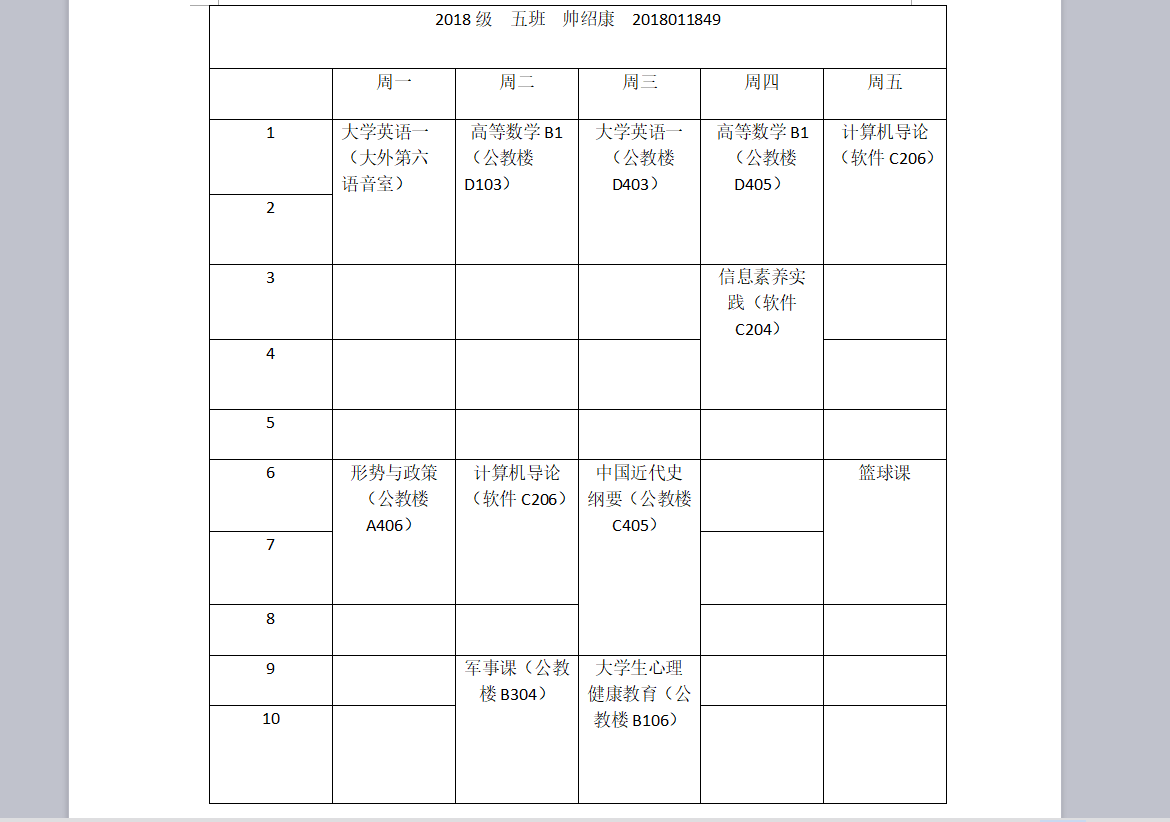 2018 级 五班 帅绍康 2018011849
周一 周二 周三 周四 周五
1
大学英语一
（大外第六
语音室）
高等数学 B1
（公教楼
D103）
大学英语一
（公教楼
D403）
高等数学 B1
（公教楼
D405）
计算机导论
（软件 C206）
2
3
信息素养实
践（软件
C204）
4
5
6
形势与政策
（公教楼
A406）
计算机导论
（软件 C206）
中国近代史
纲要（公教楼
C405）
篮球课
7
8
9
军事课（公教
楼 B304）
大学生心理
健康教育（公
教楼 B106）
10